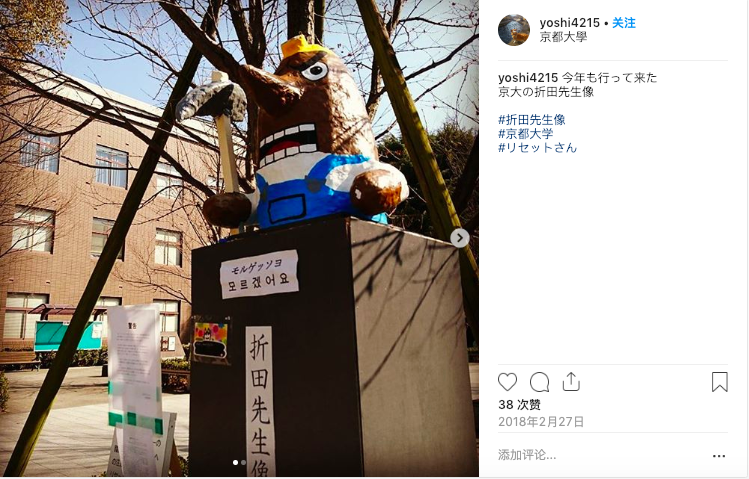 モルゲッソヨ
모르겠어요
折田先生像
警告
yoshi4215 • 关注
京都大學
yoshi4215 今年も行って来た
京大の折田先生像
#折田先生像
#京都大学
#リセットさん
38 次赞
2018年2月27日
添加评论...